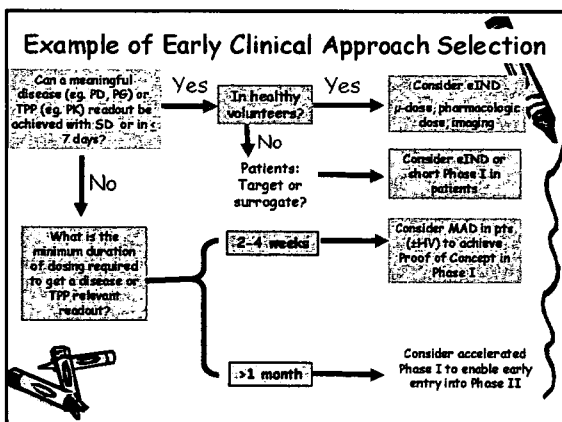 Example of Early Clinical Approach Selection
Can a meaningful
disease (eg. PD, PG) or
TPP (eg. PK) readout be
achieved with SD or in ≤
7 days?
Yes
In healthy
volunteers?
Yes
Consider eIND
µ-dose, pharmacologic
dose, imaging
No
No
Patients:
Target or
surrogate?
Consider eIND or
short Phase I in
patients
What is the
minimum duration
of dosing required
to get a disease or
TPP relevant
readout?
2-4 weeks
Consider MAD in pts
(±HV) to achieve
Proof of Concept in
Phase I
>1 month
Consider accelerated
Phase I to enable early
entry into Phase II